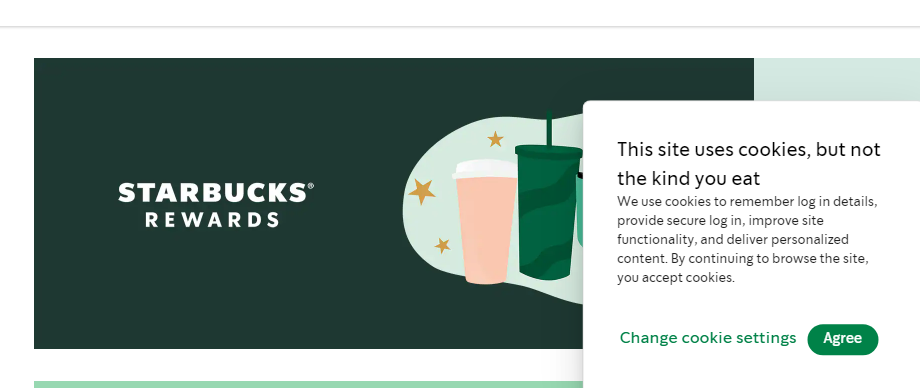 STARBUCKS®
REWARDS
This site uses cookies, but not
the kind you eat
We use cookies to remember log in details,
provide secure log in, improve site
functionality, and deliver personalized
content. By continuing to browse the site,
you accept cookies.
Change cookie settings Agree